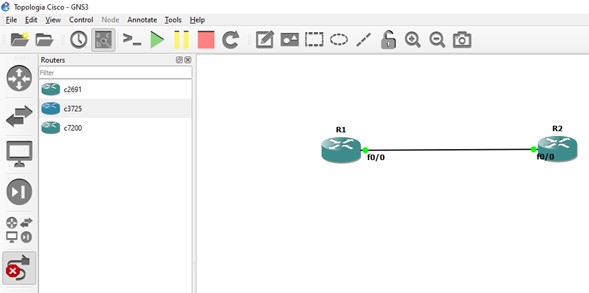 Topologia Cisco - GNS3
File Edit View Control Node Annotate Tools Help
Routers
Filter
c2691
c3725
c7200
R1
R2
f0/0
f0/0